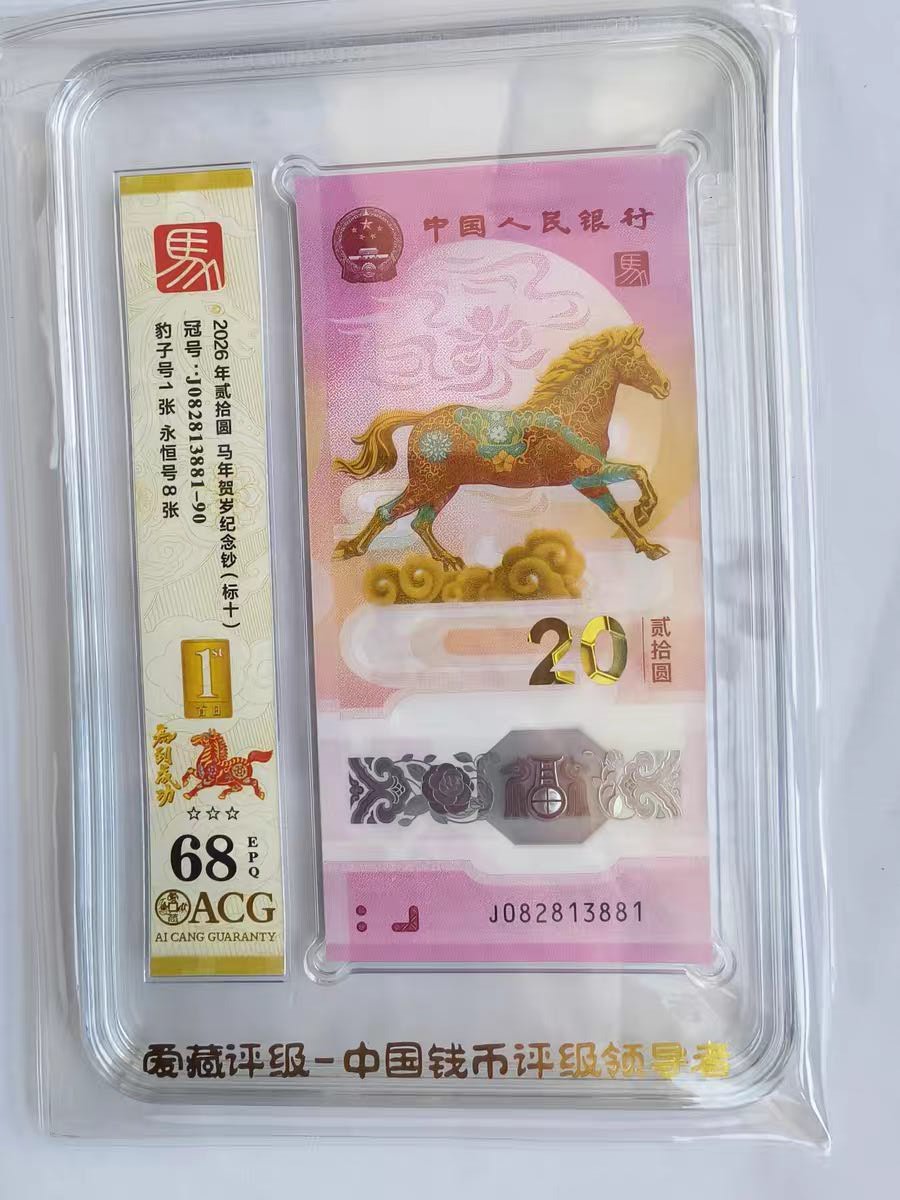 馬
2026 年贰拾圆 马年贺岁纪念钞(标十)
冠号:J082813881-90
豹子号1 张 永恒号8 张
1st
首日
马到成功
68
EPQ
ACG
AI CANG GUARANTY
中国人民银行
馬
20
贰拾圆
J082813881
爱藏评级-中国钱币评级领导者